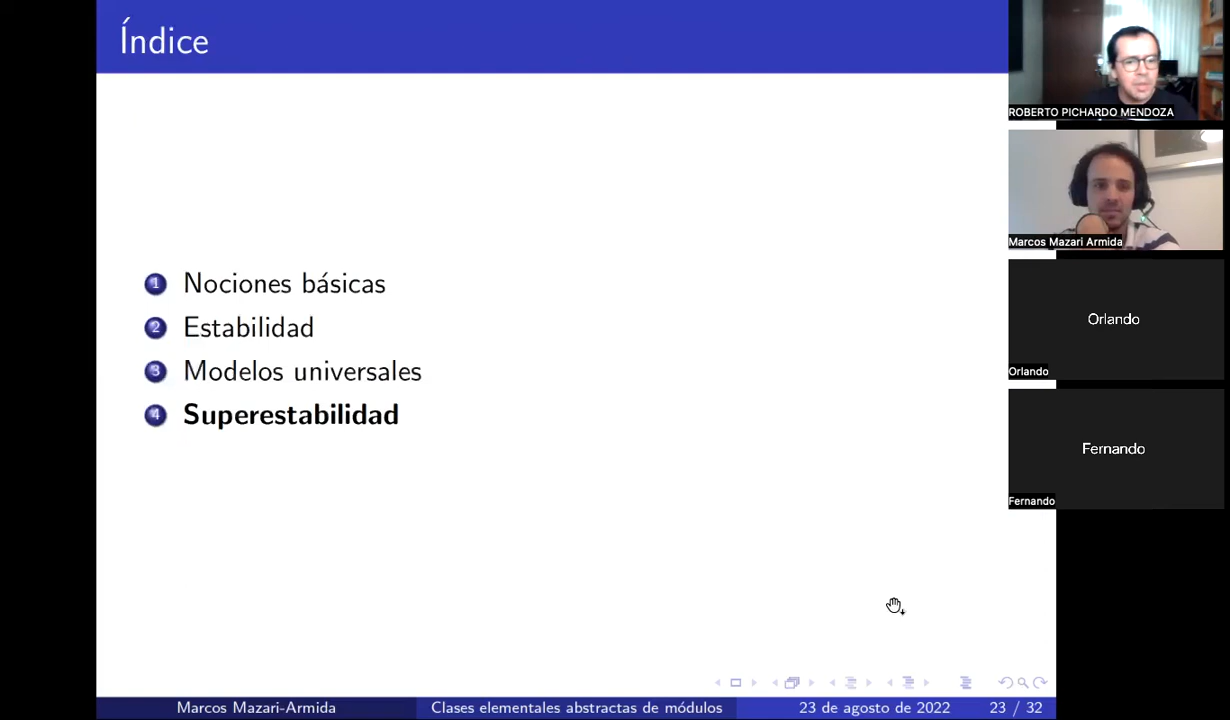 Índice
1 Nociones básicas
2 Estabilidad
3 Modelos universales
4 Superestabilidad
Marcos Mazari-Armida
Clases elementales abstractas de módulos
23 de agosto de 2022
23 / 32
ROBERTO PICHARDO MENDOZA
Marcos Mazari Armida
Orlando
Orlando
Fernando
Fernando